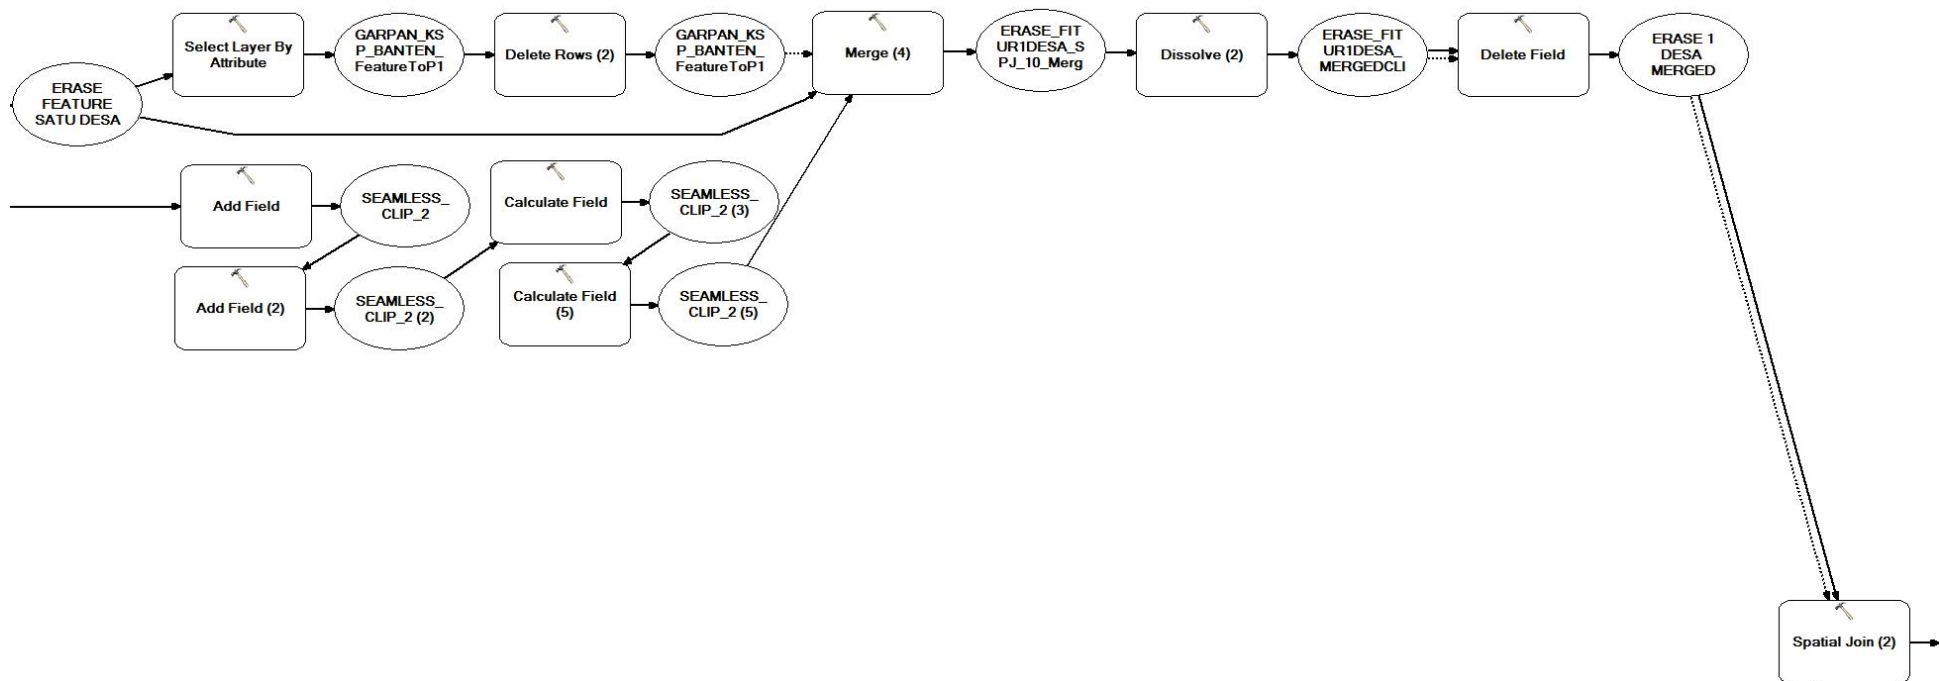 ERASE
FEATURE
SATU DESA
Select Layer By
Attribute
GARPAN_KS
P_BANTEN_
FeatureToP1
Delete Rows (2)
GARPAN_KS
P_BANTEN_
FeatureToP1
Merge (4)
ERASE_FIT
UR1DESA_S
PJ_10_Merg
Dissolve (2)
ERASE_FIT
UR1DESA_
MERGEDCLI
Delete Field
ERASE 1
DESA
MERGED
Add Field
SEAMLESS_
CLIP_2
Calculate Field
SEAMLESS_
CLIP_2 (3)
Add Field (2)
SEAMLESS_
CLIP_2 (2)
Calculate Field
(5)
SEAMLESS_
CLIP_2 (5)
Spatial Join (2)